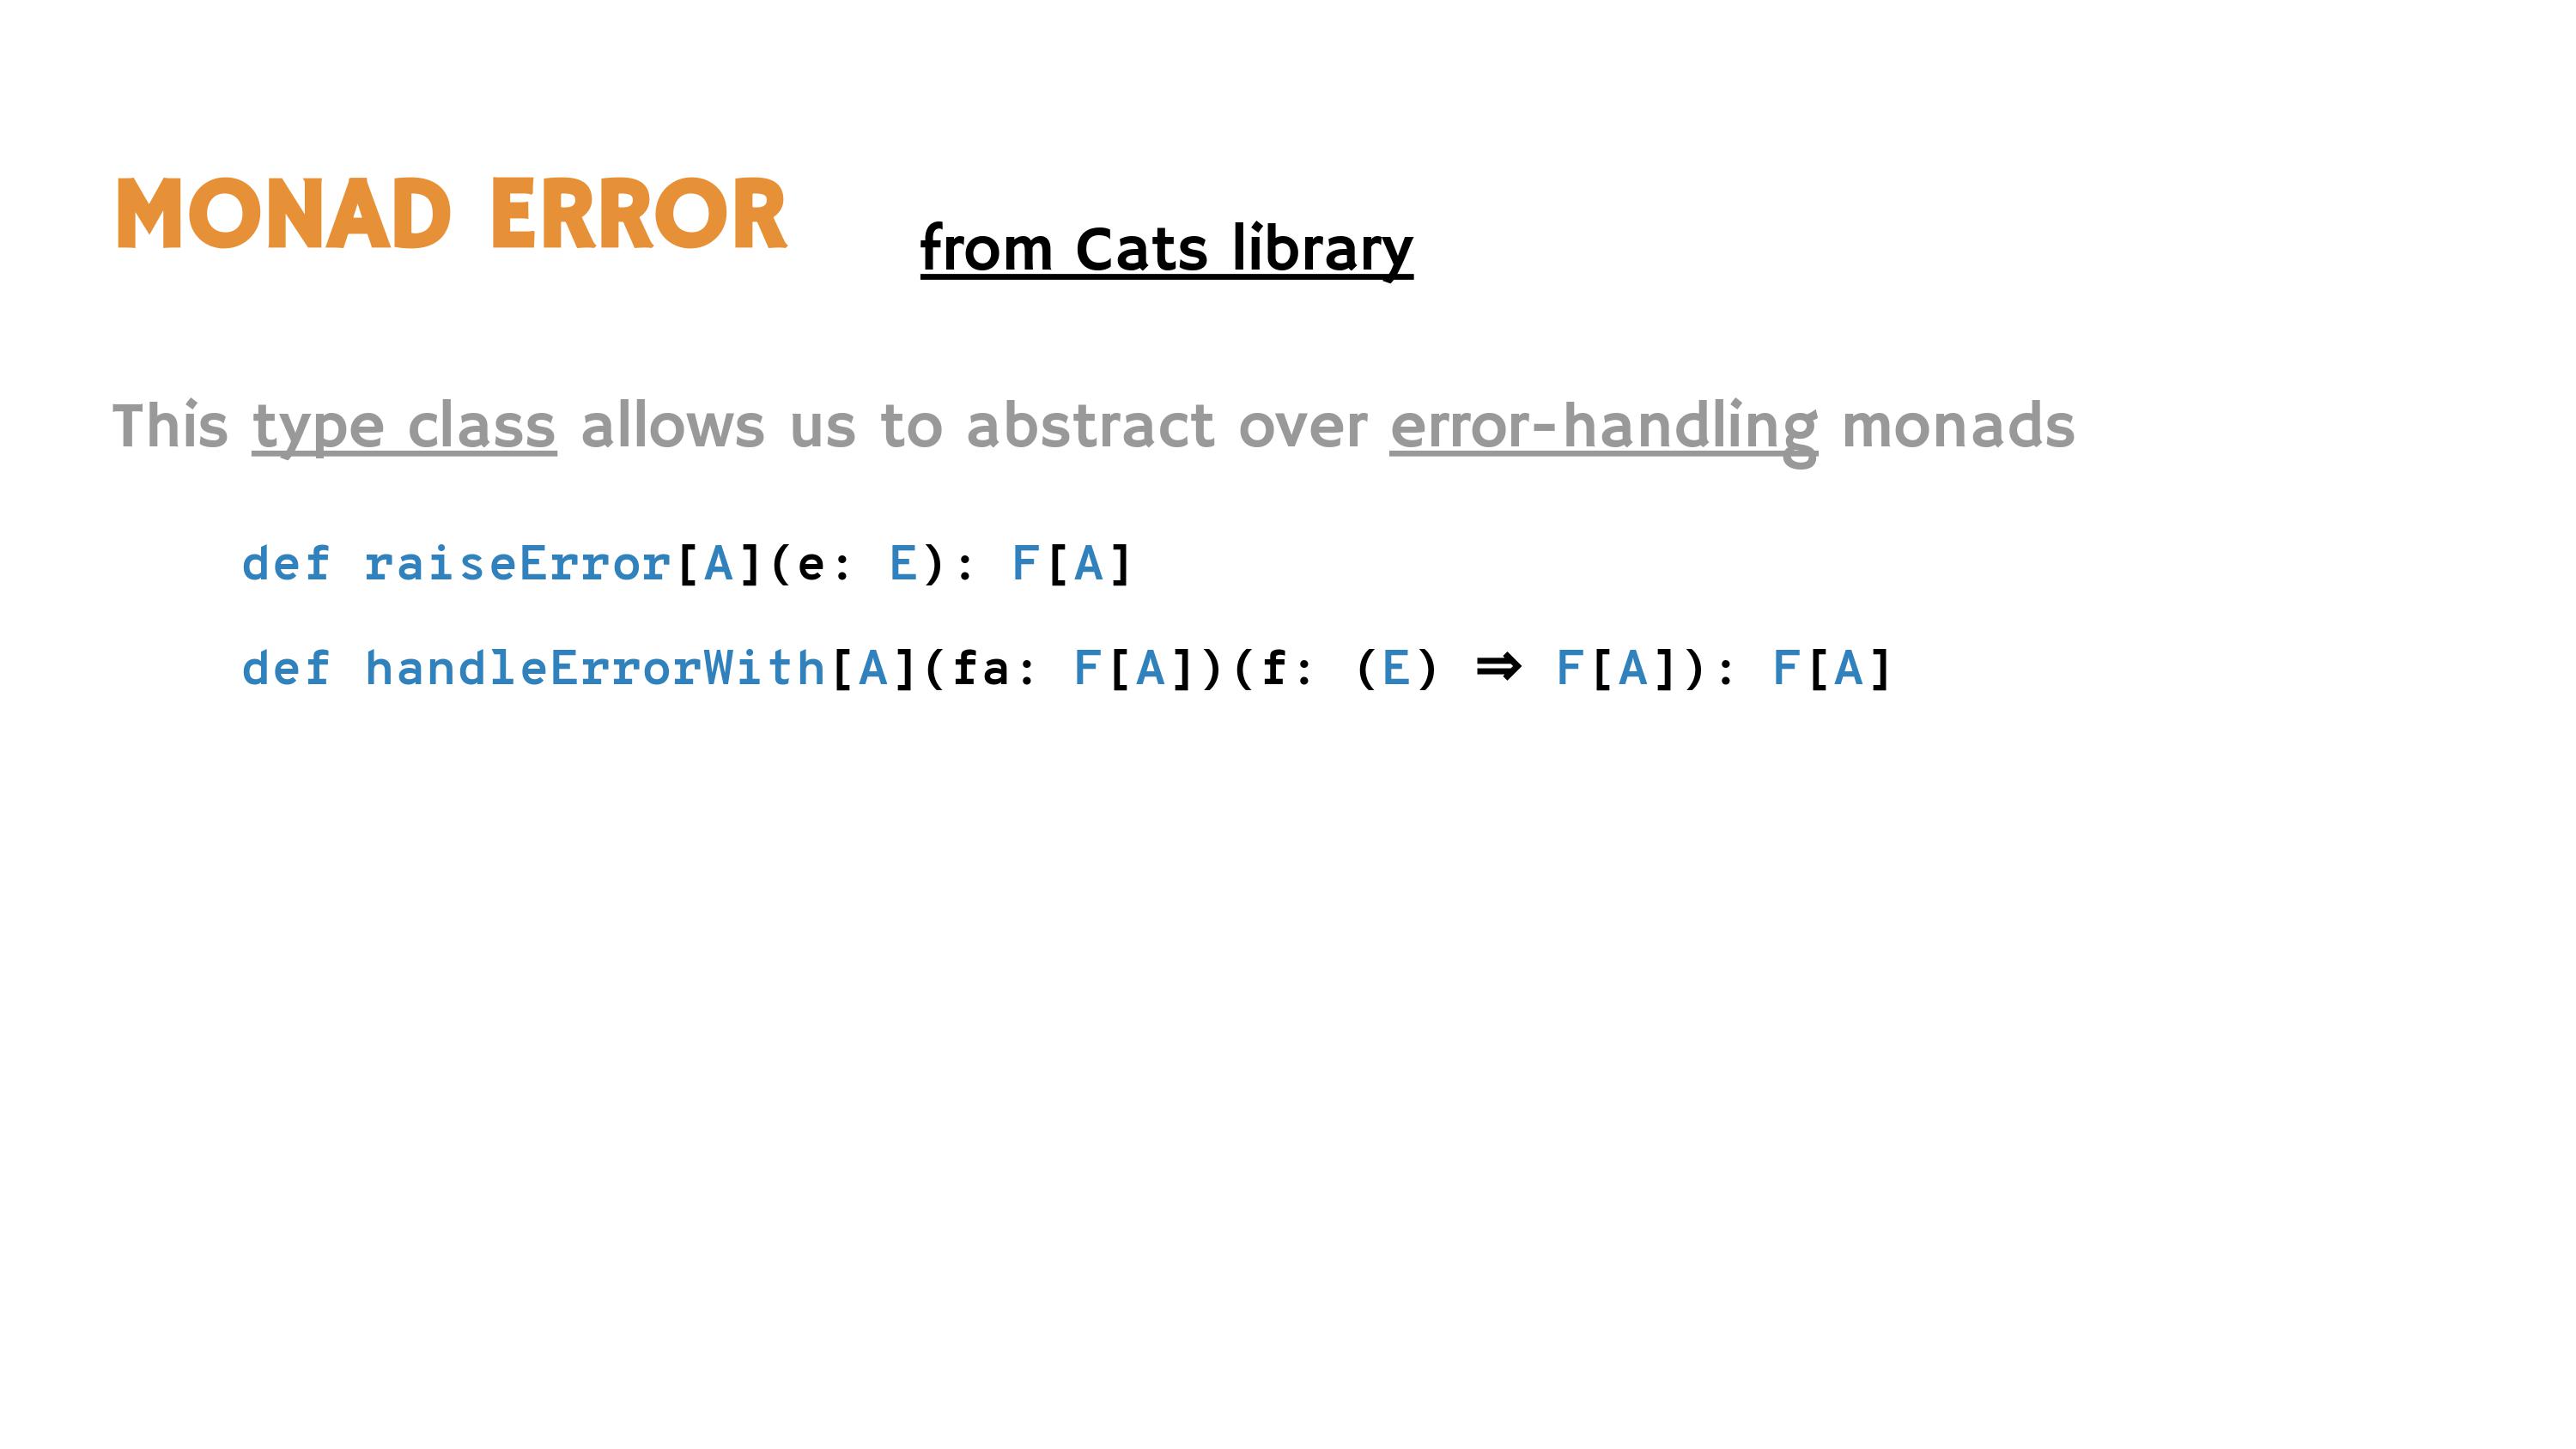 MONAD ERROR
from Cats library
This type class allows us to abstract over error-handling monads
def raiseError[A](e: E): F[A]
def handleErrorWith[A](fa: F[A])(f: (E) ⇒ F[A]): F[A]